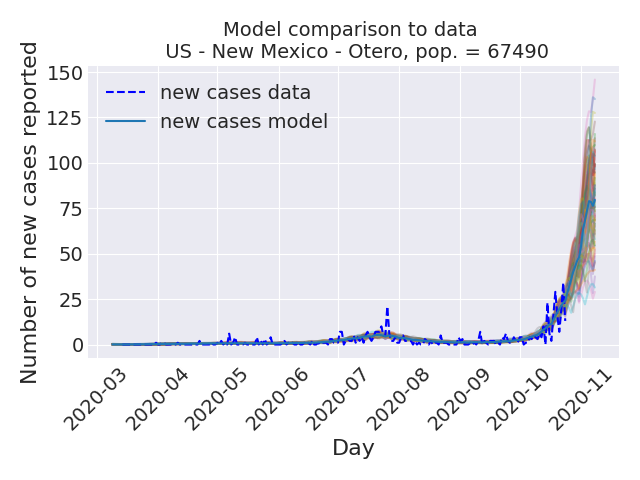 Model comparison to data
US - New Mexico - Otero, pop. = 67490
Number of new cases reported
150
125
100
75
50
25
0
new cases data
new cases model
2020-03
2020-04
2020-05
2020-06
2020-07
2020-08
2020-09
2020-10
2020-11
Day